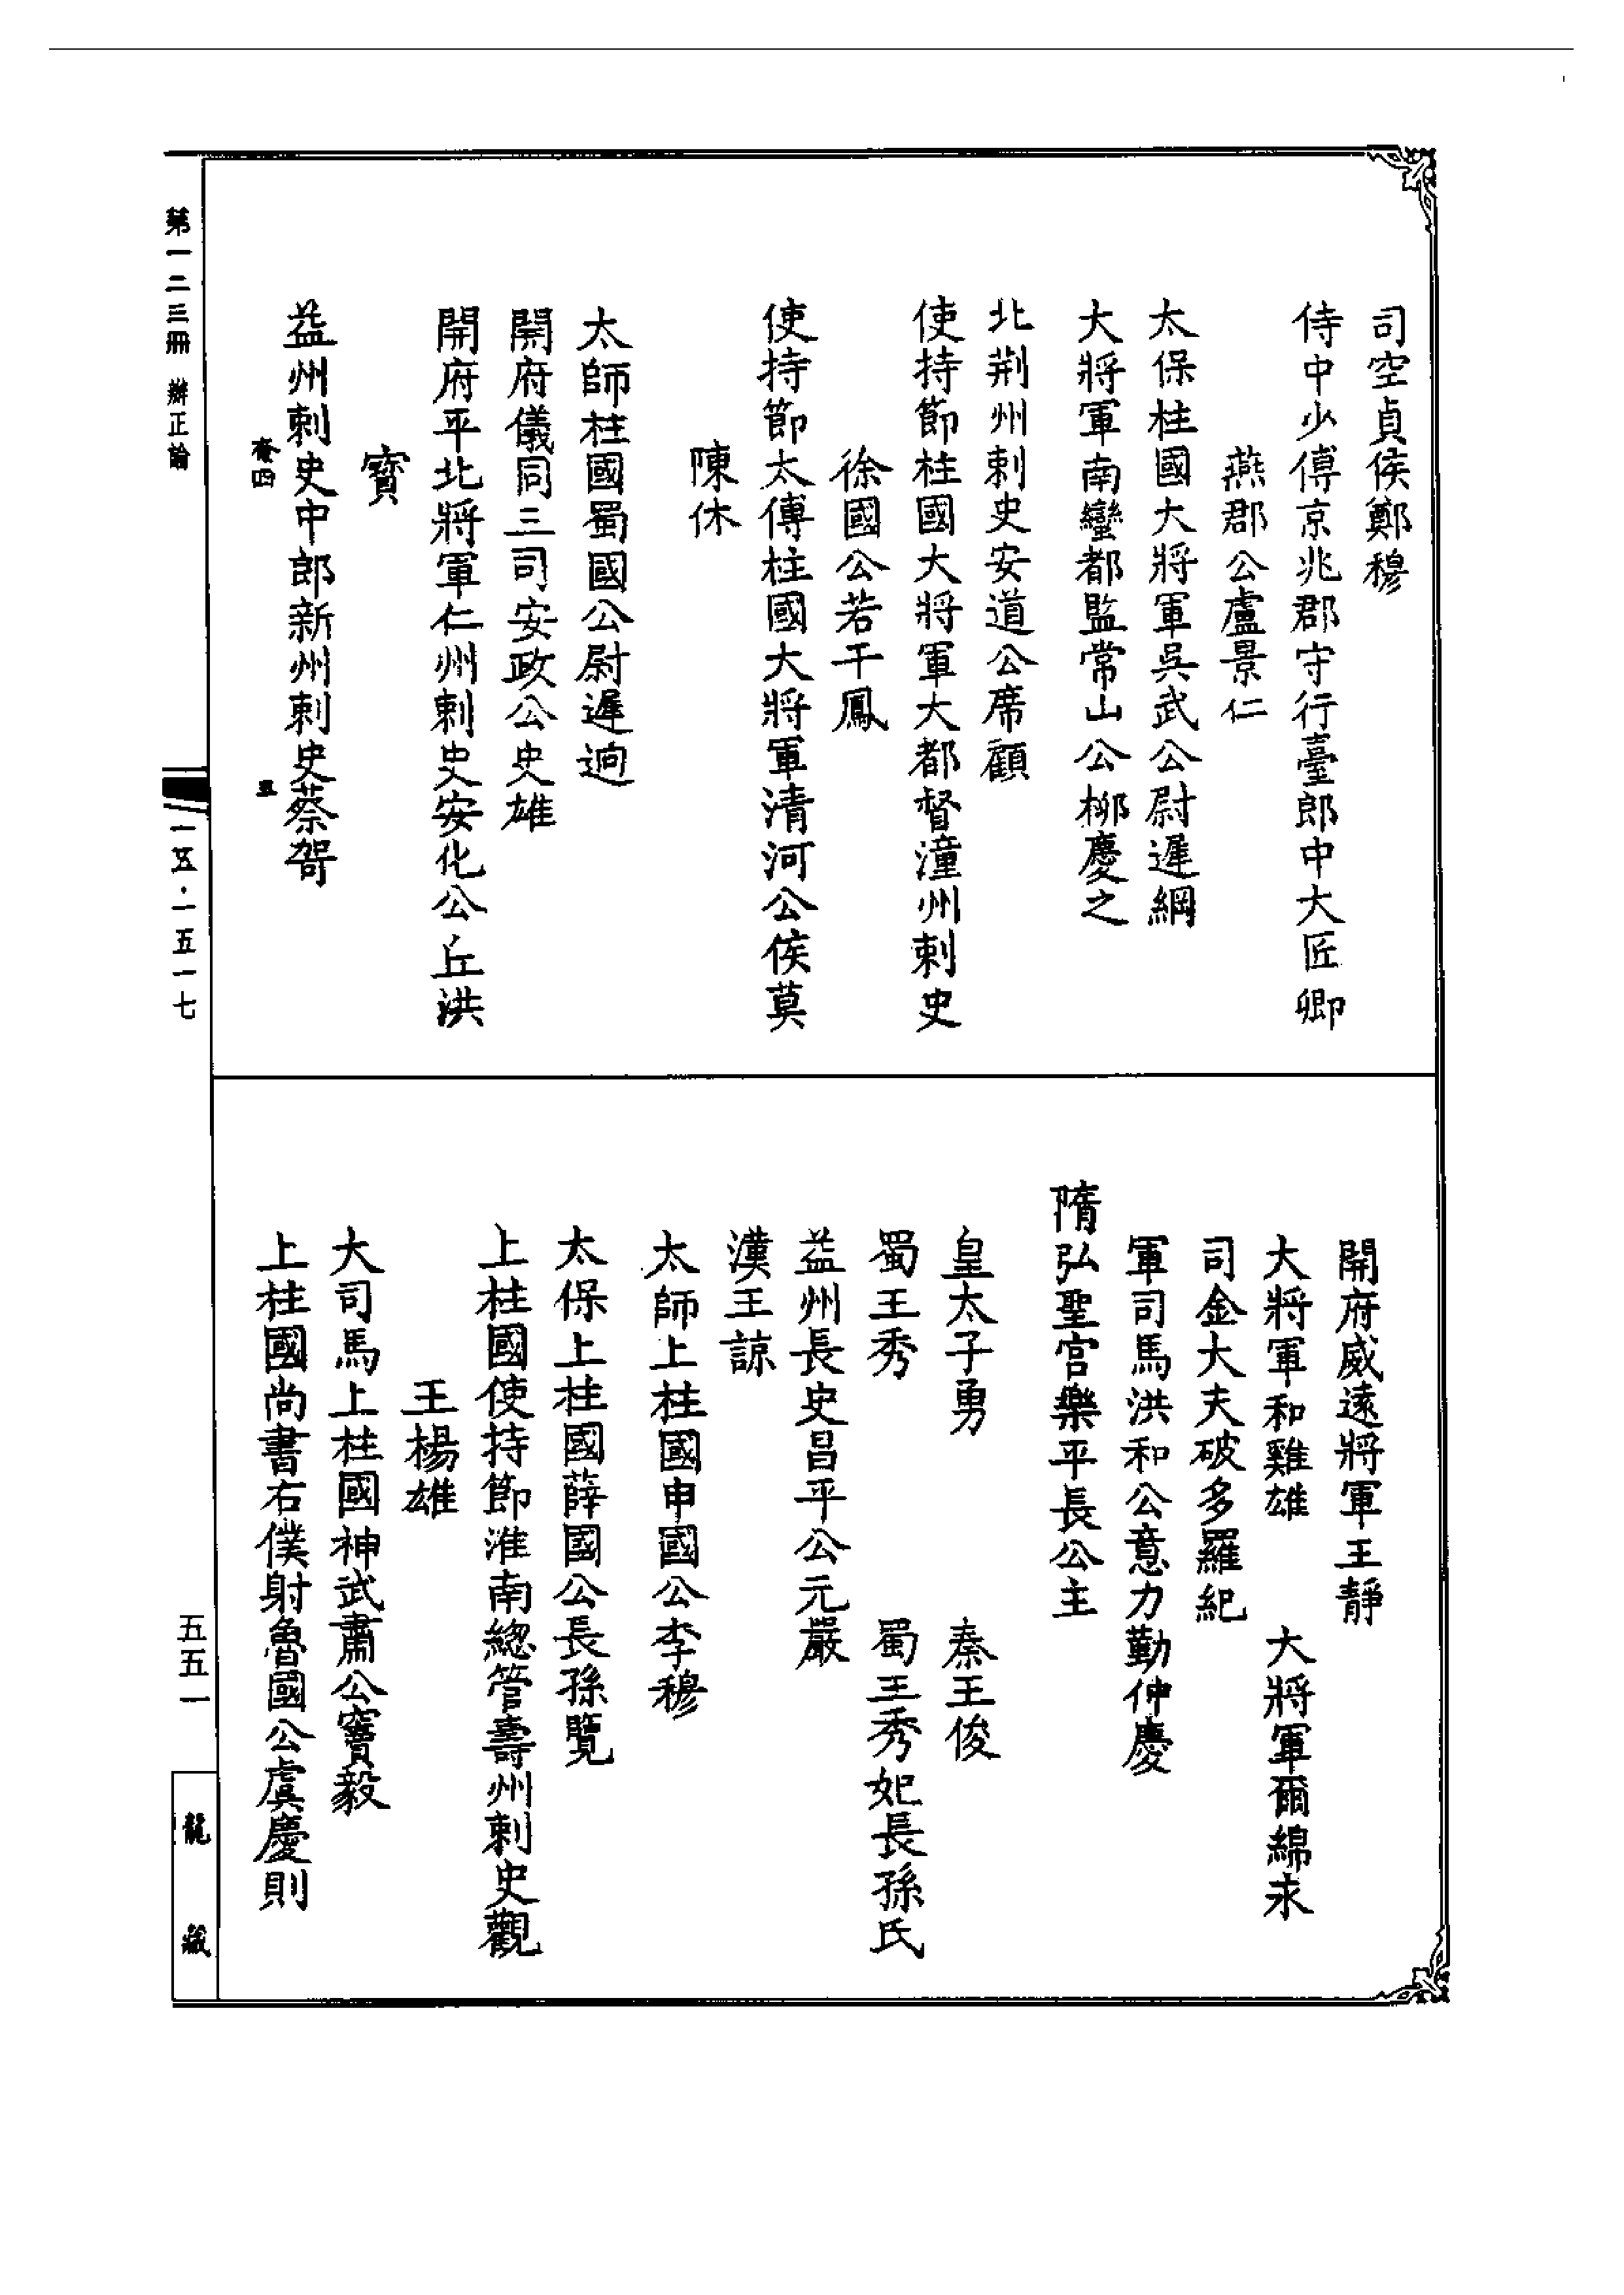 司空貞侯鄭穆
侍中少傅京兆郡守行臺郎中大匠卿
燕郡公盧景仁
太保柱國大將軍吳武公尉遲綱
大將軍南蠻都監常山公柳慶之
北荆州刺史安道公席顧
使持節柱國大將軍大都督潼州刺史
徐國公若干鳳
使持節太傅柱國大將軍清河公侯莫
陳休
太師柱國蜀國公尉遲迥
開府儀同三司安政公史雄
開府平北將軍仁州刺史安化公丘洪
賓
益州刺史中郎新州刺史蔡哿
卷四 五
開府威遠將軍王靜
大將軍和雞雄 大將軍爾綿永
司金大夫破多羅紀
軍司馬洪和公意力勤仲慶
隋弘聖宮樂平長公主
皇太子勇 秦王俊
蜀王秀 蜀王秀妃長孫氏
益州長史昌平公元巖
漢王諒
太師上柱國申國公李穆
太保上柱國薛國公長孫覽
上柱國使持節淮南總管壽州刺史觀
王楊雄
大司馬上柱國神武肅公竇毅
上柱國尚書右僕射魯國公虞慶則
第一二三冊 辯正論
一五·一五一七
五五一
龍藏